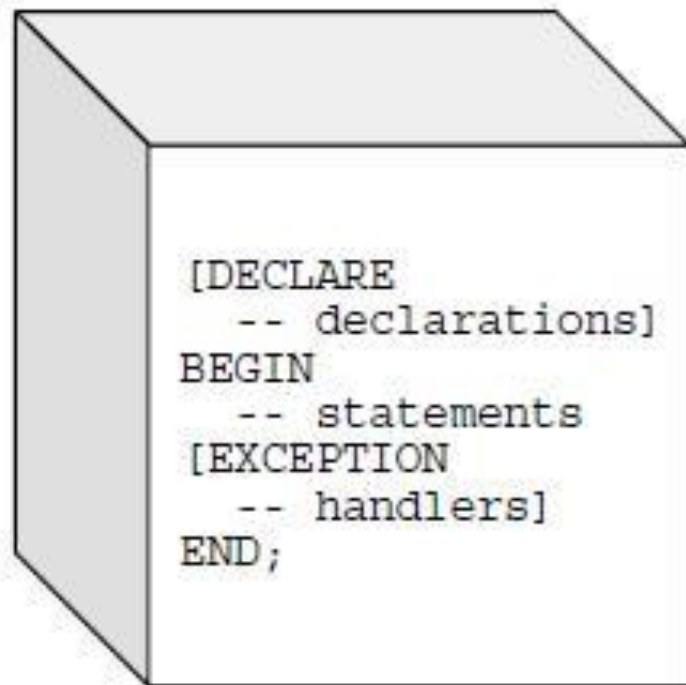 [DECLARE
-- declarations]
BEGIN
-- statements
[EXCEPTION
-- handlers]
END;